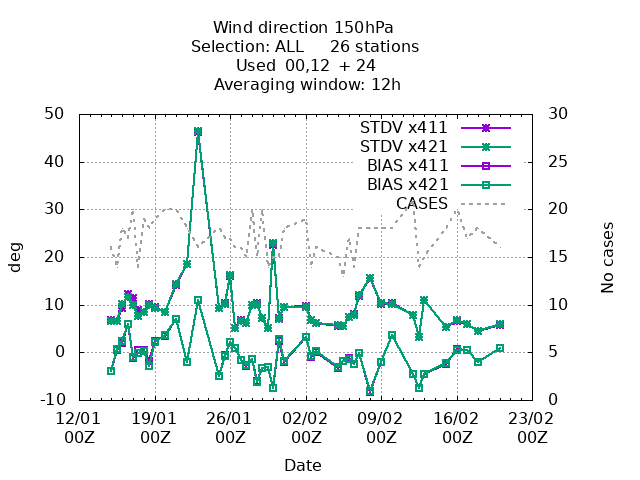 Wind direction 150hPa
Selection: ALL 26 stations
Used 00,12 + 24
Averaging window: 12h
50 30
STDV x411
STDV x421
40 25
BIAS x411
BIAS x421
30 20
CASES
deg
20 15
No cases
10 10
0 5
-10 0
12/01 19/01 26/01 02/02 09/02 16/02 23/02
00Z 00Z 00Z 00Z 00Z 00Z 00Z
Date